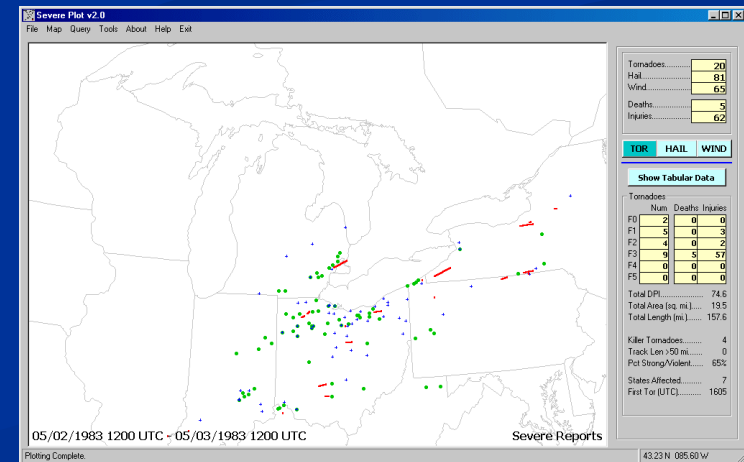 Severe Plot v2.0
File Map Query Tools About Help Exit
Tornadoes............ 20
Hail..................... 81
Wind................... 65
Deaths................ 5
Injuries................ 62
TOR HAIL WIND
Show Tabular Data
Tornadoes
Num Deaths Injuries
F0 2 0 0
F1 5 0 3
F2 4 0 2
F3 9 5 57
F4 0 0 0
F5 0 0 0
Total DPI..................... 74.6
Total Area (sq. mi.)..... 19.5
Total Length (mi.)....... 157.6
Killer Tornadoes........ 4
Track Len >50 mi...... 0
Pct Strong/Violent.... 65%
States Affected......... 7
First Tor (UTC)........... 1605
05/02/1983 1200 UTC - 05/03/1983 1200 UTC
Severe Reports
Plotting Complete.
43.23 N 085.60 W